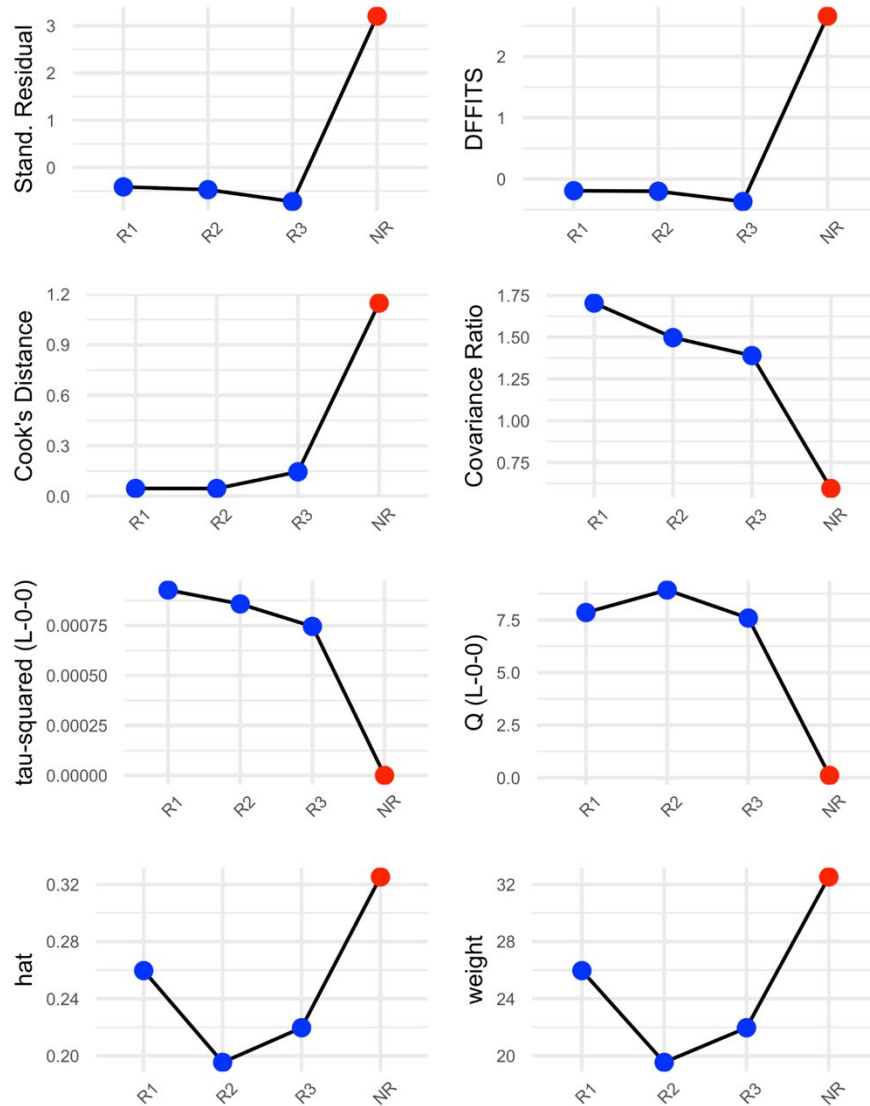 Stand. Residual
3
2
1
0
R1 R2 R3 NR
DFFITS
2
1
0
R1 R2 R3 NR
Cook's Distance
1.2
0.9
0.6
0.3
0.0
R1 R2 R3 NR
Covariance Ratio
1.75
1.50
1.25
1.00
0.75
R1 R2 R3 NR
tau-squared (L-0-0)
0.00075
0.00050
0.00025
0.00000
R1 R2 R3 NR
Q (L-0-0)
7.5
5.0
2.5
0.0
R1 R2 R3 NR
hat
0.32
0.28
0.24
0.20
R1 R2 R3 NR
weight
32
28
24
20
R1 R2 R3 NR